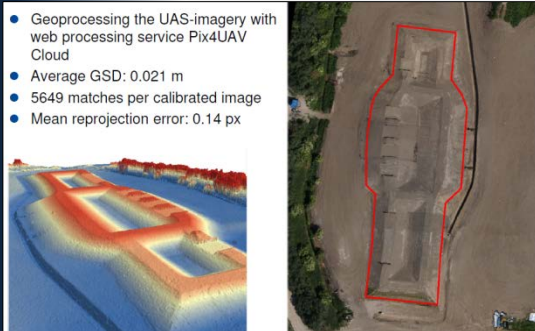 ● Geoprocessing the UAS-imagery with
web processing service Pix4UAV
Cloud
● Average GSD: 0.021 m
● 5649 matches per calibrated image
● Mean reprojection error: 0.14 px